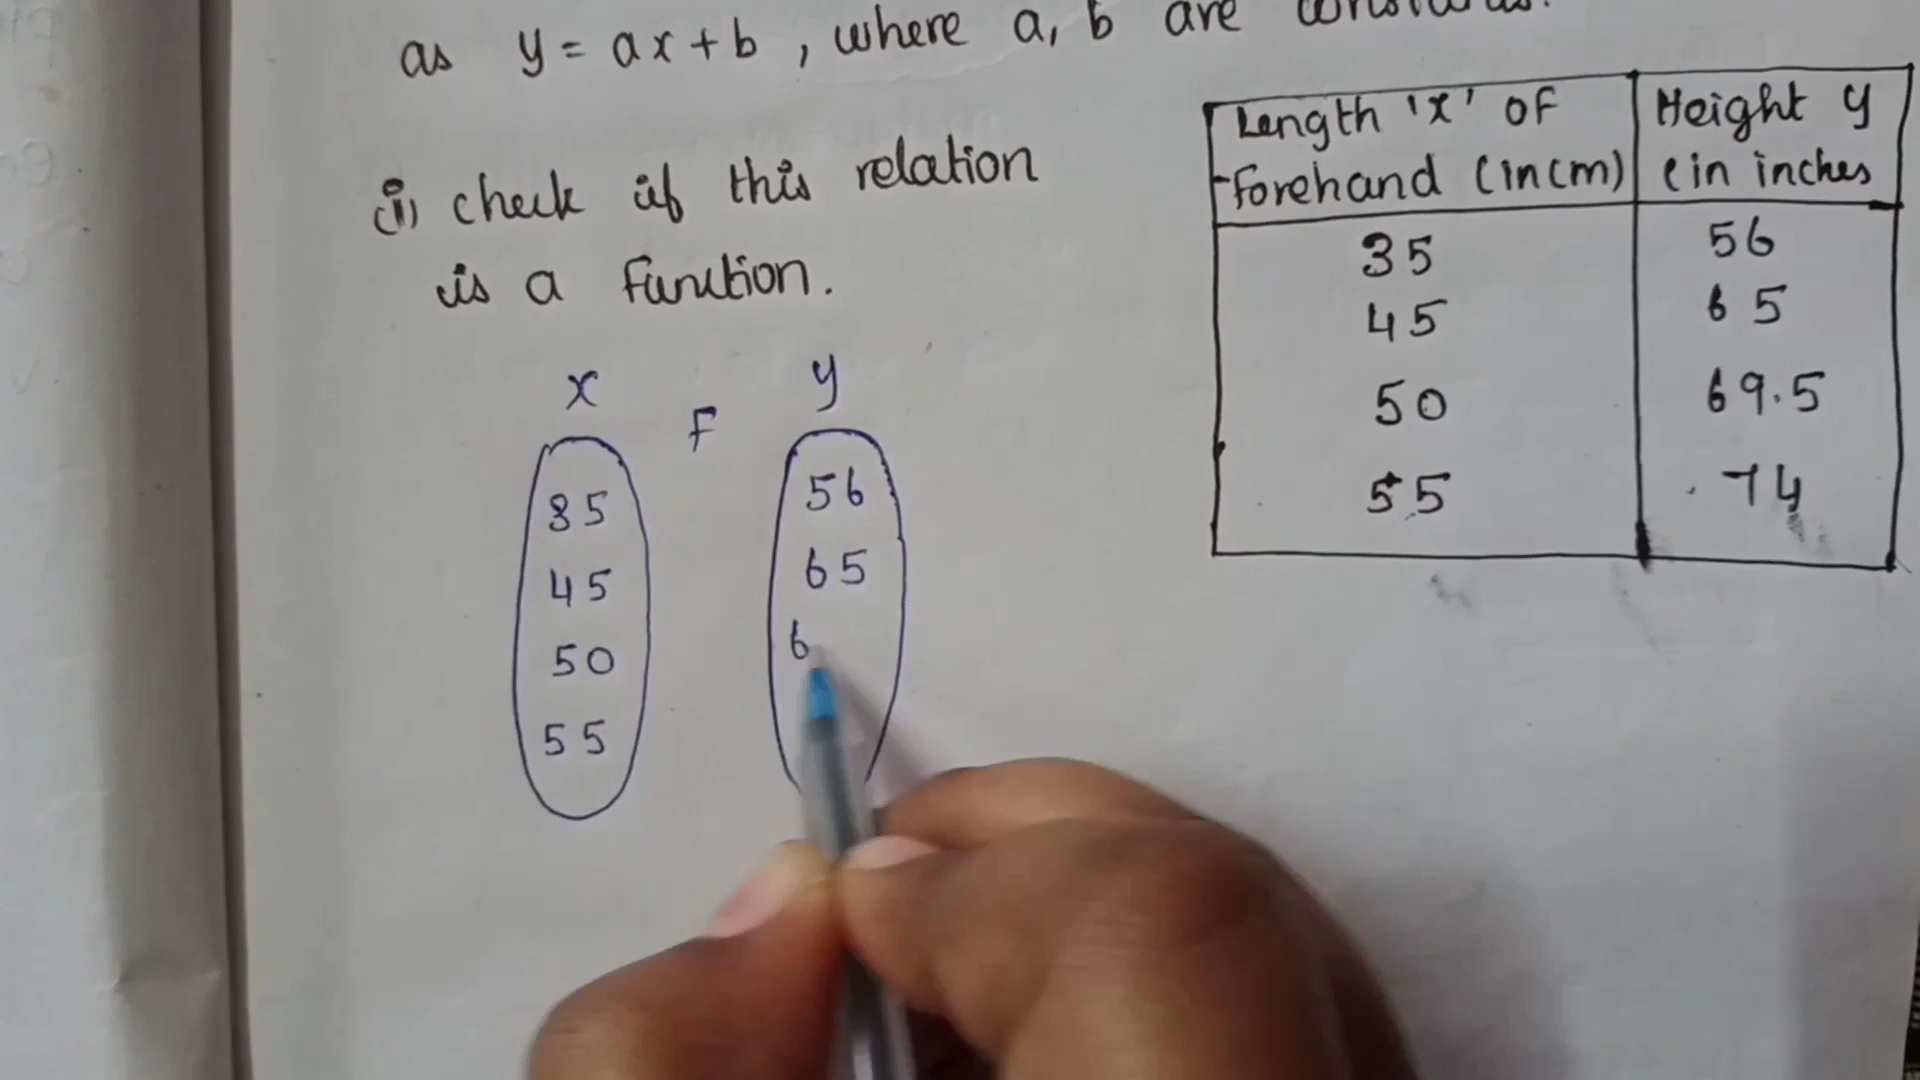 as y = ax + b , where a, b are constants.
(i) check if this relation
is a Function.
Length 'x' of
Forehand (in cm)
Height y
(in inches
35 56
45 65
50 69.5
55 74
x F y
35 56
45 65
50 6
55